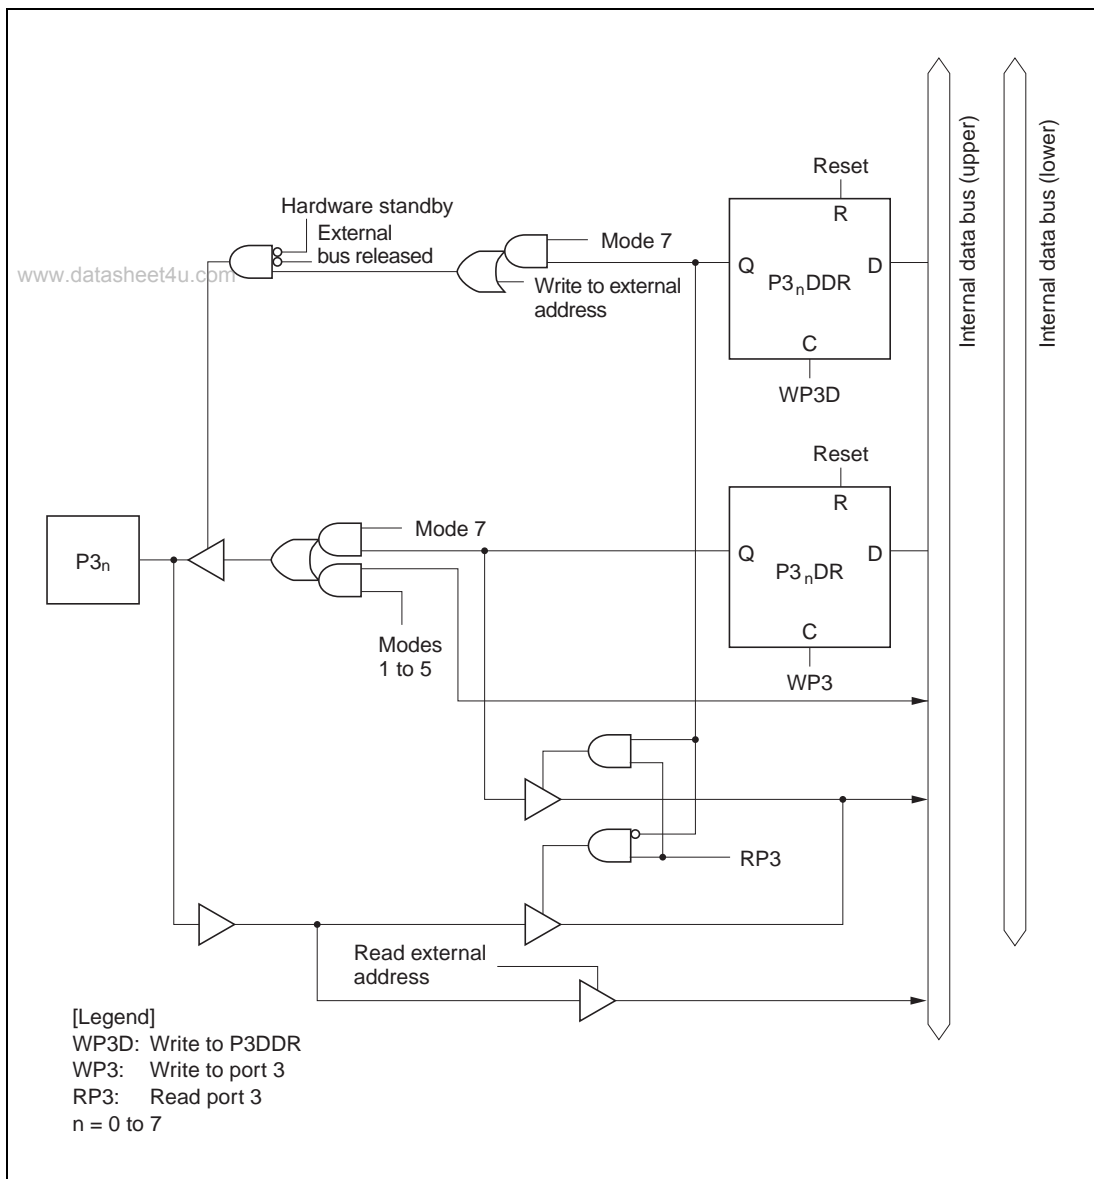 Reset
R
Hardware standby
External
bus released
Mode 7
www.datasheet4u.com
Write to external
address
Q
D
P3nDDR
C
WP3D
Internal data bus (upper)
Internal data bus (lower)
Reset
R
Mode 7
P3n
Q
D
P3nDR
C
Modes
1 to 5
WP3
RP3
Read external
address
[Legend]
WP3D: Write to P3DDR
WP3: Write to port 3
RP3: Read port 3
n = 0 to 7